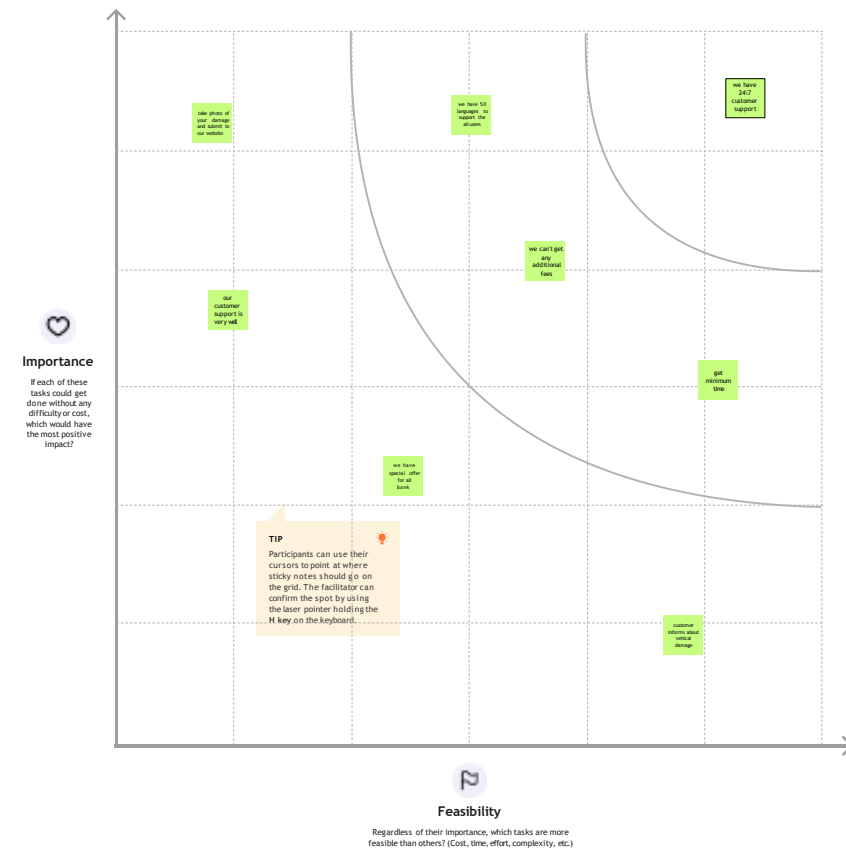 take photo of
your damage
and submit to
our website
we have 50
languages to
support the
all users
we have
24\7
customer
support
we can't get
any
additional
fees
our
customer
support is
very well
get
minimum
time
we have
special offer
for all
bank
Importance
If each of these
tasks could get
done without any
difficulty or cost,
which would have
the most positive
impact?
TIP
Participants can use their
cursors to point at where
sticky notes should go on
the grid. The facilitator can
confirm the spot by using
the laser pointer holding the
H key on the keyboard.
customer
informs about
vehical
damage
Feasibility
Regardless of their importance, which tasks are more
feasible than others? (Cost, time, effort, complexity, etc.)